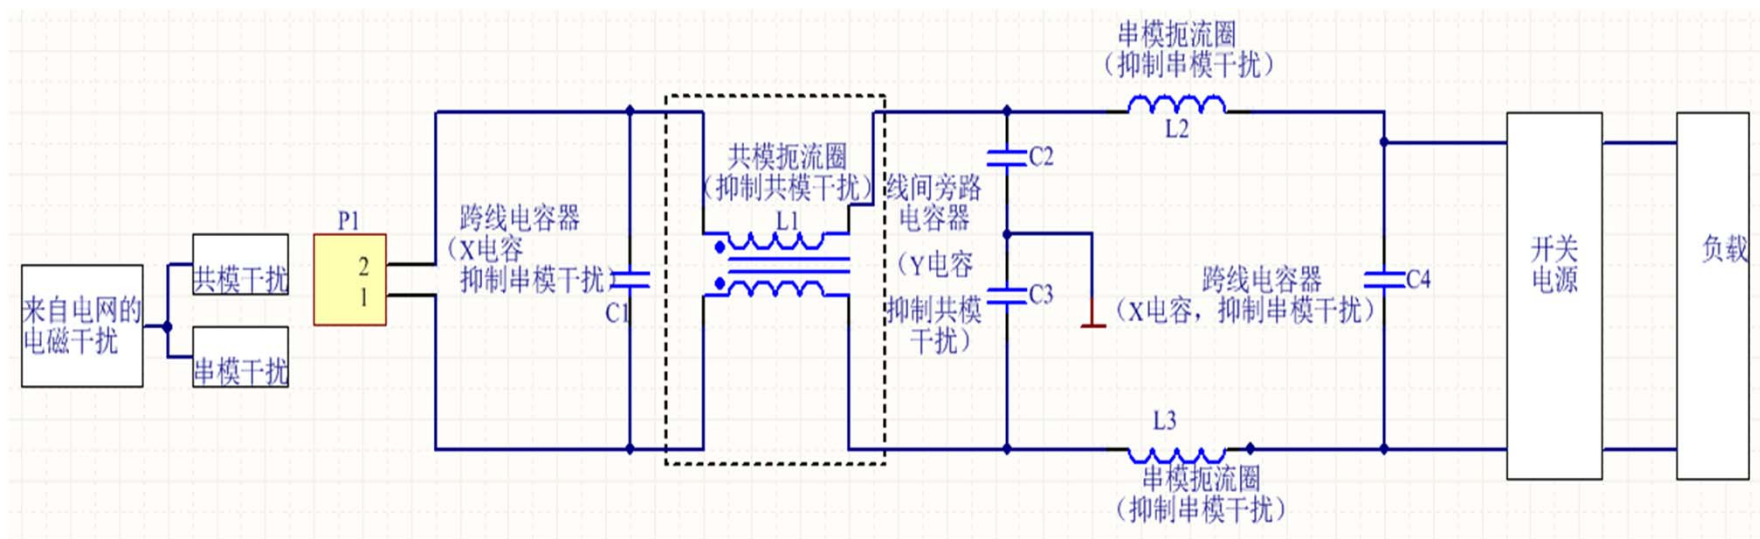 来自电网的
电磁干扰
共模干扰
串模干扰
P1
2
1
跨线电容器
（X电容
抑制串模干扰）
C1
共模扼流圈
（抑制共模干扰）
L1
线间旁路
电容器
（Y电容
抑制共模
干扰）
C2
C3
串模扼流圈
（抑制串模干扰）
L2
L3
串模扼流圈
（抑制串模干扰）
跨线电容器
（X电容，抑制串模干扰）
C4
开关
电源
负载